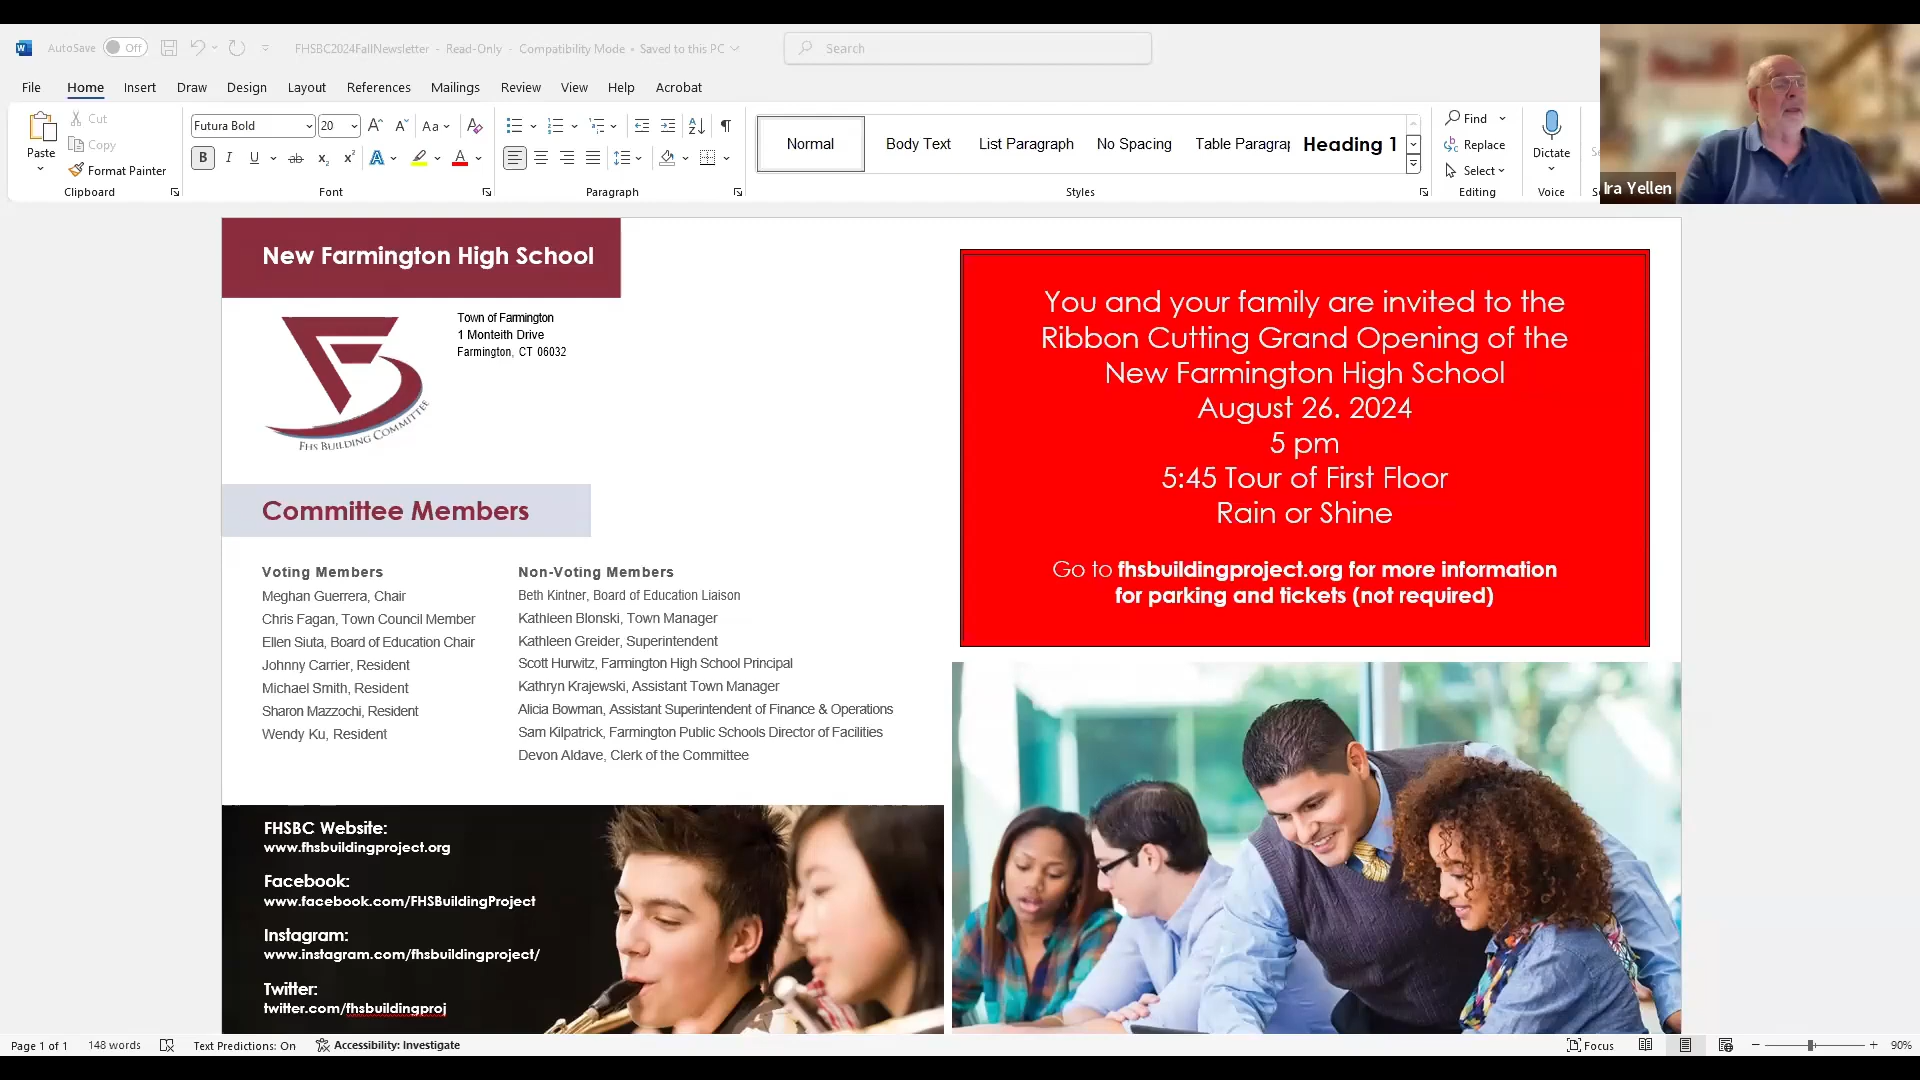 AutoSave Off FHSBC2024FallNewsletter - Read-Only - Compatibility Mode • Saved to this PC Search
File Home Insert Draw Design Layout References Mailings Review View Help Acrobat
Paste
Cut
Copy
Format Painter
Clipboard
Futura Bold 20
Font
Paragraph
Normal Body Text List Paragraph No Spacing Table Paragrap Heading 1
Styles
Find
Replace
Select
Editing
Dictate
Voice
Ira Yellen
New Farmington High School
Town of Farmington
1 Monteith Drive
Farmington, CT 06032
FHS BUILDING COMMITTEE
Committee Members
Voting Members
Meghan Guerrera, Chair
Chris Fagan, Town Council Member
Ellen Siuta, Board of Education Chair
Johnny Carrier, Resident
Michael Smith, Resident
Sharon Mazzochi, Resident
Wendy Ku, Resident
Non-Voting Members
Beth Kintner, Board of Education Liaison
Kathleen Blonski, Town Manager
Kathleen Greider, Superintendent
Scott Hurwitz, Farmington High School Principal
Kathryn Krajewski, Assistant Town Manager
Alicia Bowman, Assistant Superintendent of Finance & Operations
Sam Kilpatrick, Farmington Public Schools Director of Facilities
Devon Aldave, Clerk of the Committee
FHSBC Website:
www.fhsbuildingproject.org
Facebook:
www.facebook.com/FHSBuildingProject
Instagram:
www.instagram.com/fhsbuildingproject/
Twitter:
twitter.com/fhsbuildingproj
You and your family are invited to the
Ribbon Cutting Grand Opening of the
New Farmington High School
August 26. 2024
5 pm
5:45 Tour of First Floor
Rain or Shine
Go to fhsbuildingproject.org for more information
for parking and tickets (not required)
Page 1 of 1 148 words Text Predictions: On Accessibility: Investigate Focus 90%